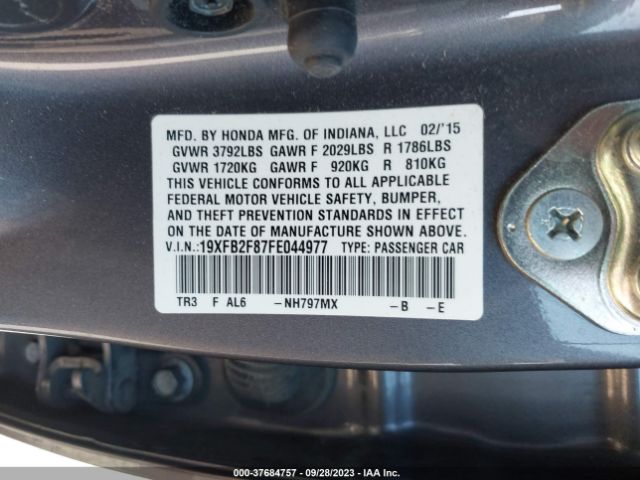 MFD. BY HONDA MFG. OF INDIANA, LLC 02/'15
GVWR 3792LBS GAWR F 2029LBS R 1786LBS
GVWR 1720KG GAWR F 920KG R 810KG
THIS VEHICLE CONFORMS TO ALL APPLICABLE
FEDERAL MOTOR VEHICLE SAFETY, BUMPER,
AND THEFT PREVENTION STANDARDS IN EFFECT
ON THE DATE OF MANUFACTURE SHOWN ABOVE.
V.I.N.:19XFB2F87FE044977 TYPE: PASSENGER CAR
TR3 F AL6 -NH797MX -B -E
000-37684757 - 09/28/2023 - IAA Inc.